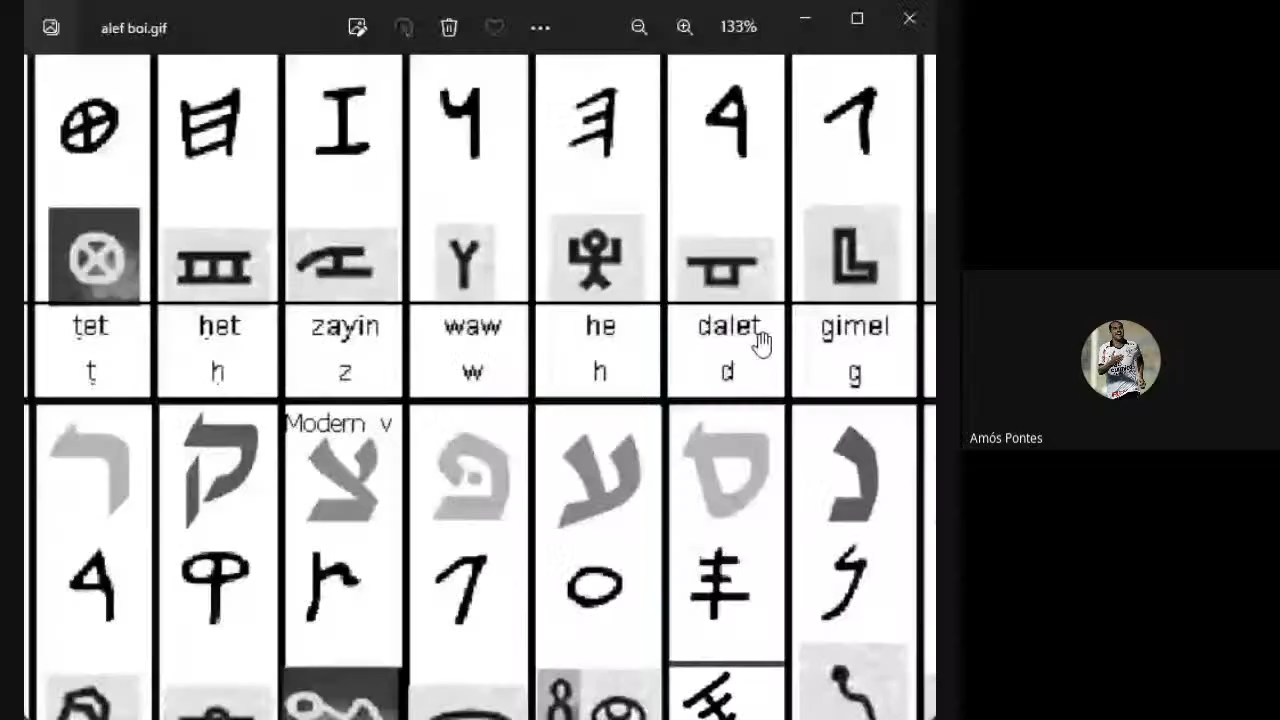 alef boi.gif
133%
𐤈 𐤇 𐤆 𐤅 𐤄 𐤃 𐤂
ṭet ḥet zayin waw he dalet gimel
ṭ ḥ z w h d g
Modern v
ר ק צ פּ ע ס נ
𐤓 𐤒 𐤑 𐤐 𐤏 𐤎 𐤍
Amós Pontes